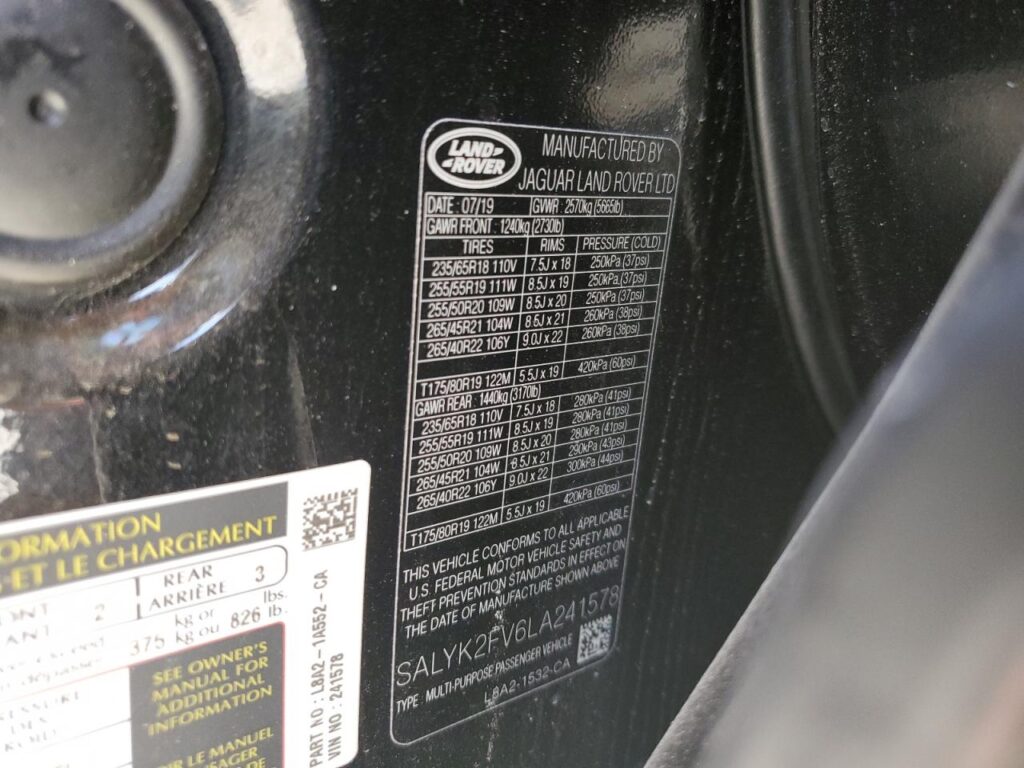 LAND-
-ROVER
MANUFACTURED BY
JAGUAR LAND ROVER LTD
DATE : 07/19 GVWR : 2570kg (5665lb)
GAWR FRONT : 1240kg (2730lb)
TIRES RIMS PRESSURE (COLD)
235/65R18 110V 7.5J x 18 250kPa (37psi)
255/55R19 111W 8.5J x 19 250kPa (37psi)
255/50R20 109W 8.5J x 20 250kPa (37psi)
265/45R21 104W 8.5J x 21 260kPa (38psi)
265/40R22 106Y 9.0J x 22 260kPa (38psi)
T175/80R19 122M 5.5J x 19 420kPa (60psi)
GAWR REAR : 1440kg (3170lb)
235/65R18 110V 7.5J x 18 280kPa (41psi)
255/55R19 111W 8.5J x 19 280kPa (41psi)
255/50R20 109W 8.5J x 20 280kPa (41psi)
265/45R21 104W 8.5J x 21 290kPa (43psi)
265/40R22 106Y 9.0J x 22 300kPa (44psi)
T175/80R19 122M 5.5J x 19 420kPa (60psi)
THIS VEHICLE CONFORMS TO ALL APPLICABLE
U.S. FEDERAL MOTOR VEHICLE SAFETY AND
THEFT PREVENTION STANDARDS IN EFFECT ON
THE DATE OF MANUFACTURE SHOWN ABOVE
SALYK2FV6LA241578
TYPE : MULTI-PURPOSE PASSENGER VEHICLE
L8A2-1532-CA
ORMATION
ET LE CHARGEMENT
2 REAR 3
ARRIÈRE
exceed 375 kg or 826 lbs.
kg ou lb.
SEE OWNER'S
MANUAL FOR
ADDITIONAL
INFORMATION
LE MANUEL
DE
PART NO : L8A2-1A552-CA
VIN NO : 241578